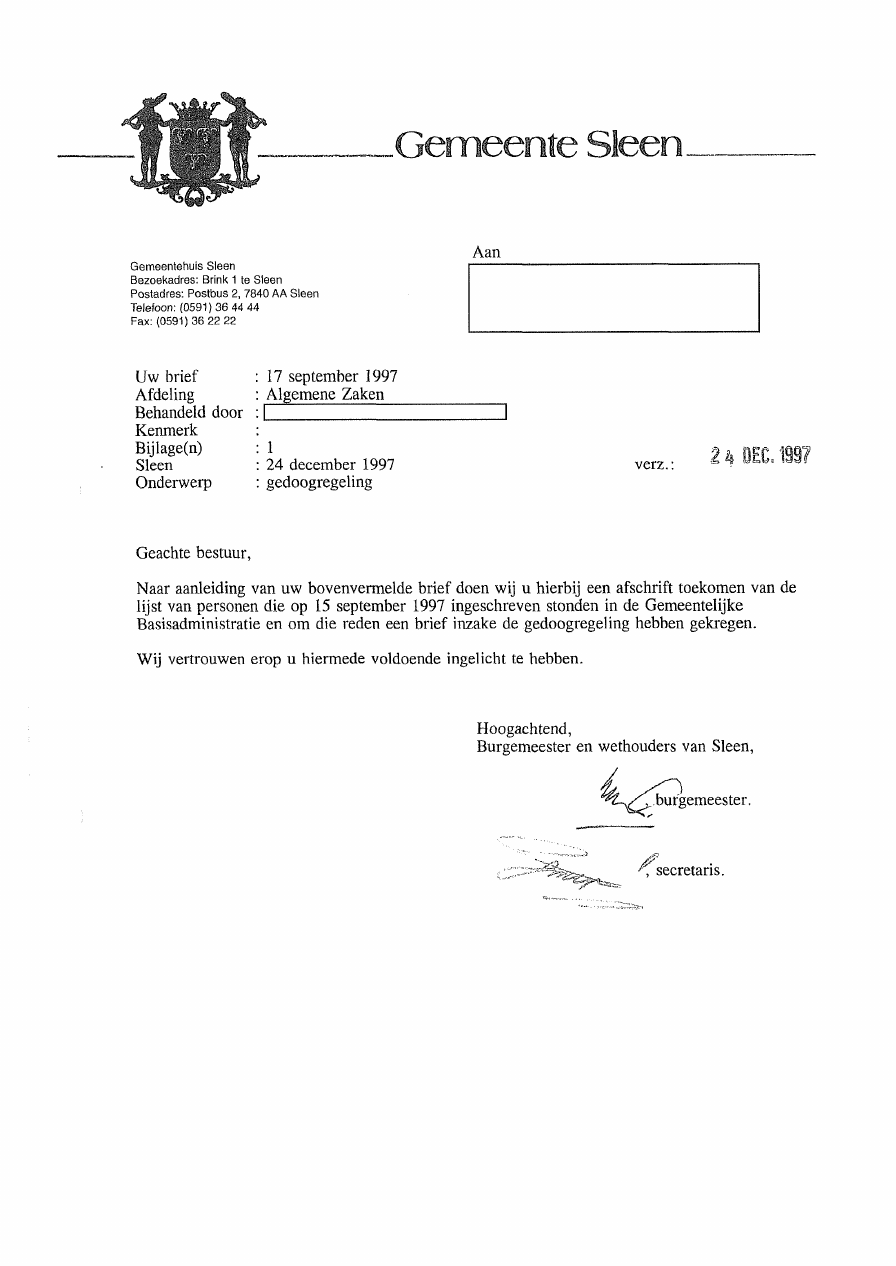 Gemeente Sleen
Gemeentehuis Sleen
Bezoekadres: Brink 1 te Sleen
Postadres: Postbus 2, 7840 AA Sleen
Telefoon: (0591) 36 44 44
Fax: (0591) 36 22 22
Aan
Uw brief : 17 september 1997
Afdeling : Algemene Zaken
Behandeld door :
Kenmerk :
Bijlage(n) : 1
Sleen : 24 december 1997
verz.: 24 DEC. 1997
Onderwerp : gedoogregeling
Geachte bestuur,
Naar aanleiding van uw bovenvermelde brief doen wij u hierbij een afschrift toekomen van de
lijst van personen die op 15 september 1997 ingeschreven stonden in de Gemeentelijke
Basisadministratie en om die reden een brief inzake de gedoogregeling hebben gekregen.
Wij vertrouwen erop u hiermede voldoende ingelicht te hebben.
Hoogachtend,
Burgemeester en wethouders van Sleen,
burgemeester.
, secretaris.